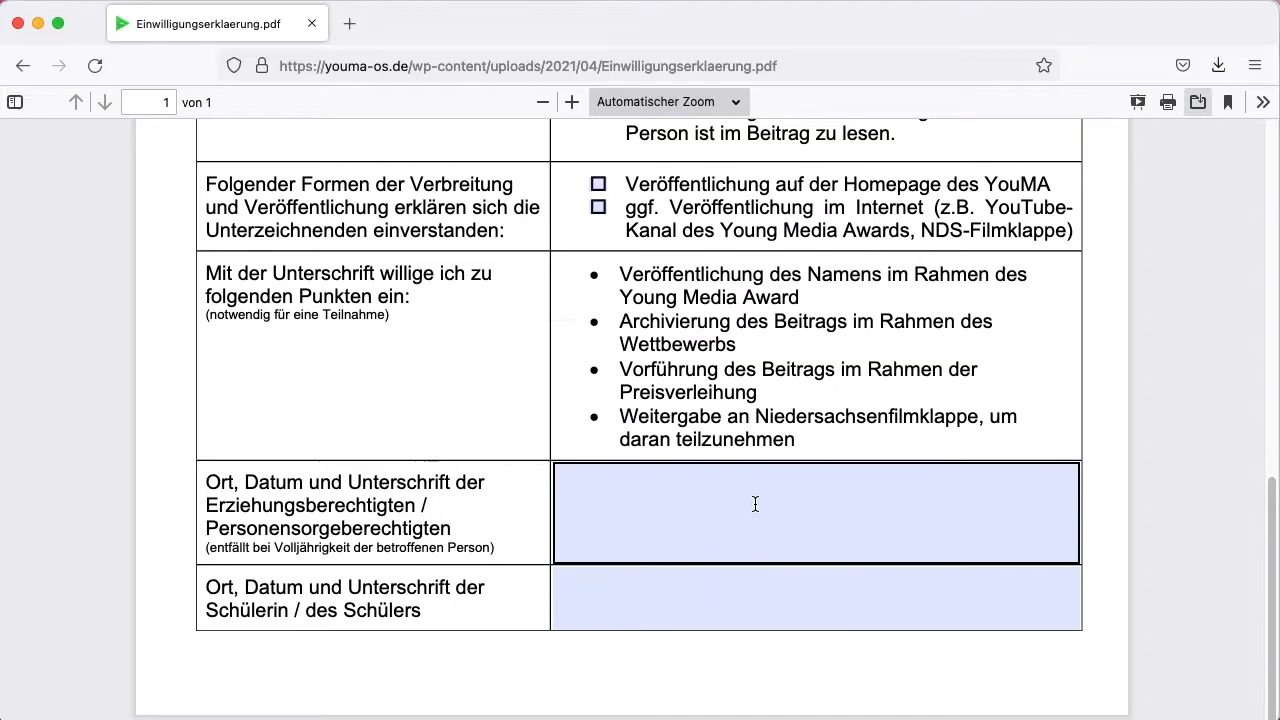 Einwilligungserklaerung.pdf
https://youma-os.de/wp-content/uploads/2021/04/Einwilligungserklaerung.pdf
1 von 1
Automatischer Zoom
Person ist im Beitrag zu lesen.
Folgender Formen der Verbreitung
und Veröffentlichung erklären sich die
Unterzeichnenden einverstanden:
Veröffentlichung auf der Homepage des YouMA
ggf. Veröffentlichung im Internet (z.B. YouTube-
Kanal des Young Media Awards, NDS-Filmklappe)
Mit der Unterschrift willige ich zu
folgenden Punkten ein:
(notwendig für eine Teilnahme)
• Veröffentlichung des Namens im Rahmen des
Young Media Award
• Archivierung des Beitrags im Rahmen des
Wettbewerbs
• Vorführung des Beitrags im Rahmen der
Preisverleihung
• Weitergabe an Niedersachsenfilmklappe, um
daran teilzunehmen
Ort, Datum und Unterschrift der
Erziehungsberechtigten /
Personensorgeberechtigten
(entfällt bei Volljährigkeit der betroffenen Person)
Ort, Datum und Unterschrift der
Schülerin / des Schülers